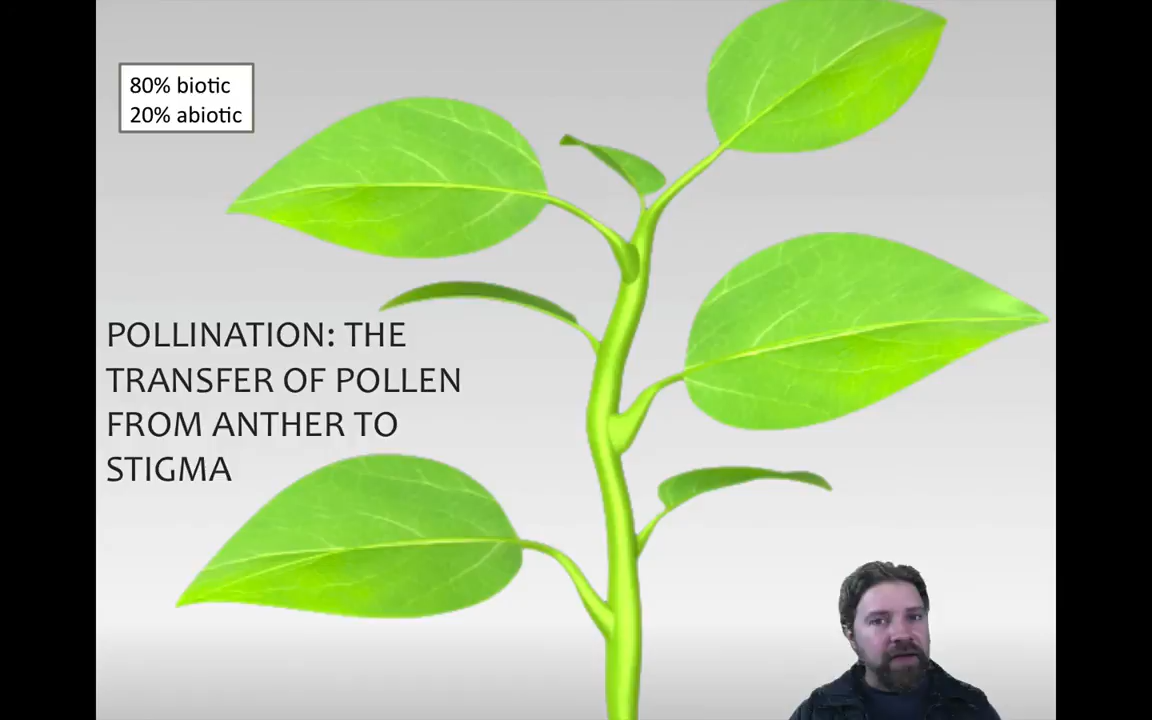 80% biotic
20% abiotic
POLLINATION: THE
TRANSFER OF POLLEN
FROM ANTHER TO
STIGMA